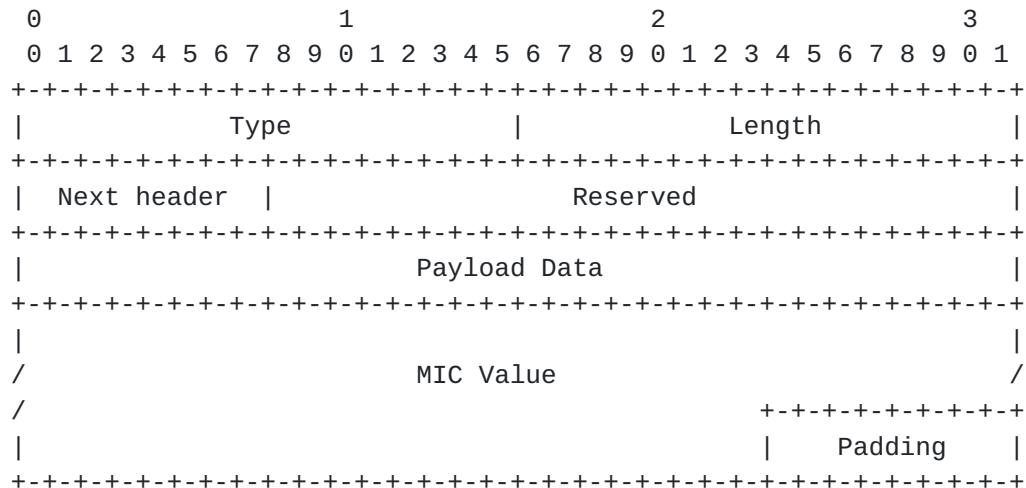 0                   1                   2                   3
 0 1 2 3 4 5 6 7 8 9 0 1 2 3 4 5 6 7 8 9 0 1 2 3 4 5 6 7 8 9 0 1
+-+-+-+-+-+-+-+-+-+-+-+-+-+-+-+-+-+-+-+-+-+-+-+-+-+-+-+-+-+-+-+-+
|             Type              |             Length            |
+-+-+-+-+-+-+-+-+-+-+-+-+-+-+-+-+-+-+-+-+-+-+-+-+-+-+-+-+-+-+-+-+
|  Next header  |                   Reserved                    |
+-+-+-+-+-+-+-+-+-+-+-+-+-+-+-+-+-+-+-+-+-+-+-+-+-+-+-+-+-+-+-+-+
|                         Payload Data                          |
+-+-+-+-+-+-+-+-+-+-+-+-+-+-+-+-+-+-+-+-+-+-+-+-+-+-+-+-+-+-+-+-+
|                                                               |
/                         MIC Value                             /
/                                               +-+-+-+-+-+-+-+-+
|                                               |    Padding    |
+-+-+-+-+-+-+-+-+-+-+-+-+-+-+-+-+-+-+-+-+-+-+-+-+-+-+-+-+-+-+-+-+